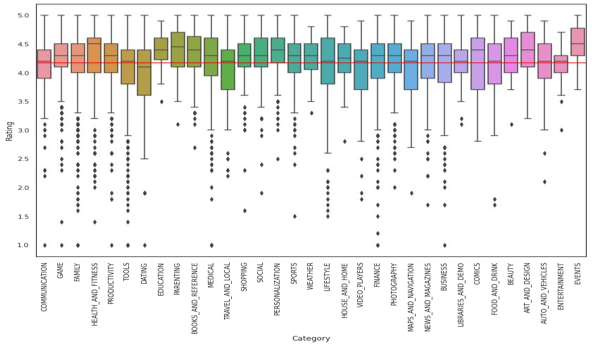 5.0
4.5
4.0
3.5
3.0
2.5
2.0
1.5
1.0
Rating
COMMUNICATION
GAME
FAMILY
HEALTH_AND_FITNESS
PRODUCTIVITY
TOOLS
DATING
EDUCATION
PARENTING
BOOKS_AND_REFERENCE
MEDICAL
TRAVEL_AND_LOCAL
SHOPPING
SOCIAL
PERSONALIZATION
SPORTS
WEATHER
LIFESTYLE
HOUSE_AND_HOME
VIDEO_PLAYERS
FINANCE
PHOTOGRAPHY
MAPS_AND_NAVIGATION
NEWS_AND_MAGAZINES
BUSINESS
LIBRARIES_AND_DEMO
COMICS
FOOD_AND_DRINK
BEAUTY
ART_AND_DESIGN
AUTO_AND_VEHICLES
ENTERTAINMENT
EVENTS
Category